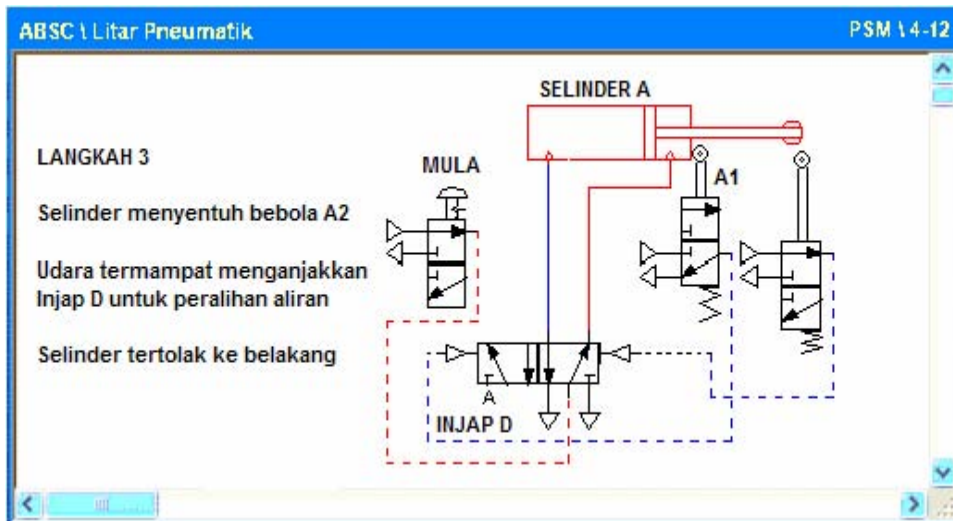 ABSC \ Litar Pneumatik
PSM \ 4-12
SELINDER A
LANGKAH 3
MULA
A1
Selinder menyentuh bebola A2
Udara termampat menganjakkan
Injap D untuk peralihan aliran
Selinder tertolak ke belakang
A
INJAP D